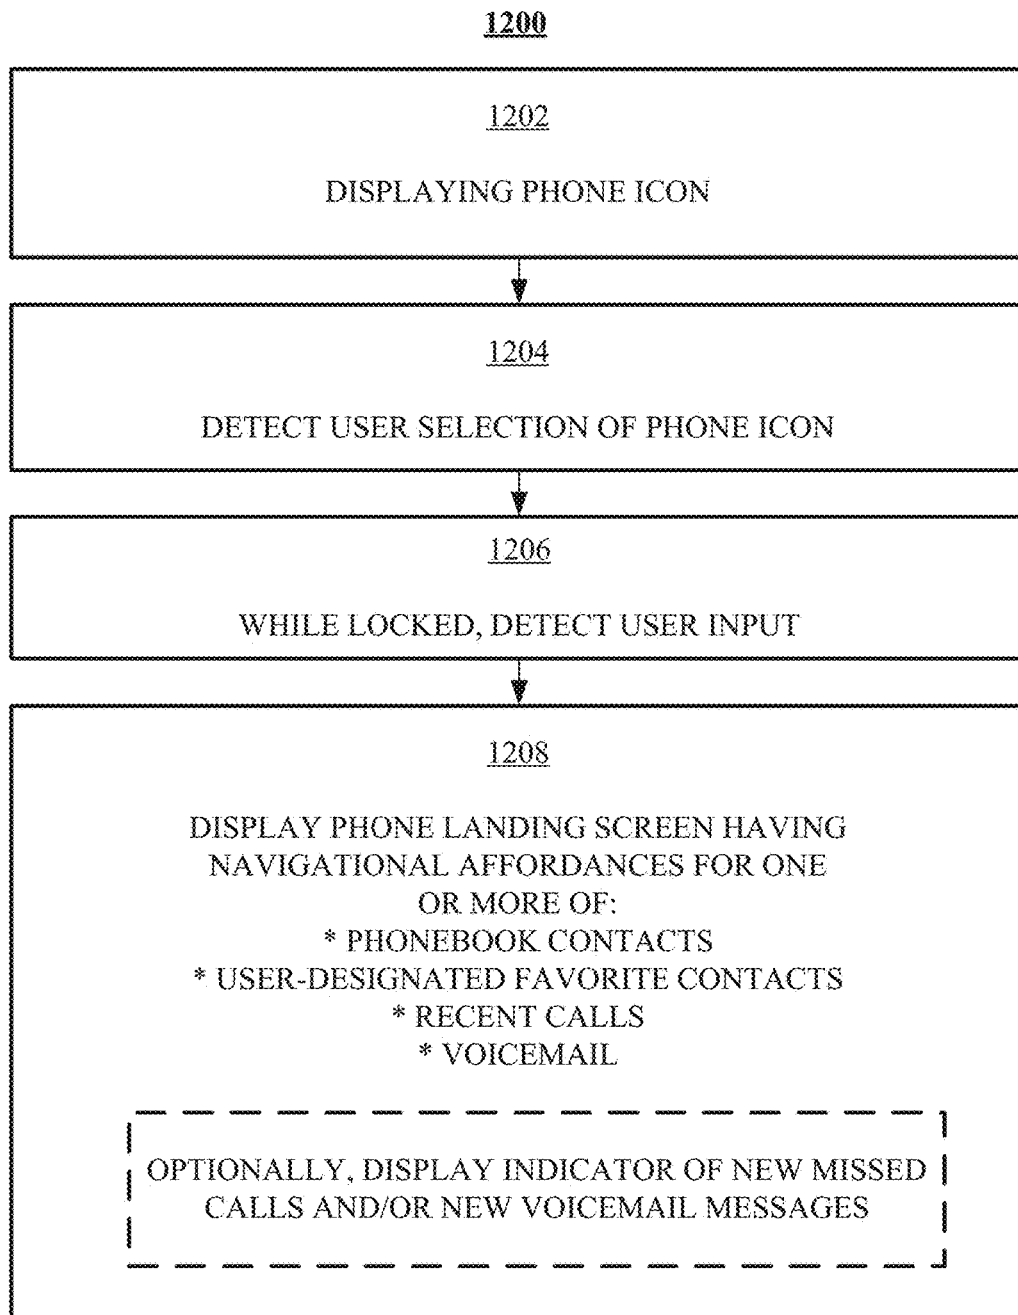 1200
1202
DISPLAYING PHONE ICON
1204
DETECT USER SELECTION OF PHONE ICON
1206
WHILE LOCKED, DETECT USER INPUT
1208
DISPLAY PHONE LANDING SCREEN HAVING
NAVIGATIONAL AFFORDANCES FOR ONE
OR MORE OF:
* PHONEBOOK CONTACTS
* USER-DESIGNATED FAVORITE CONTACTS
* RECENT CALLS
* VOICEMAIL
OPTIONALLY, DISPLAY INDICATOR OF NEW MISSED
CALLS AND/OR NEW VOICEMAIL MESSAGES